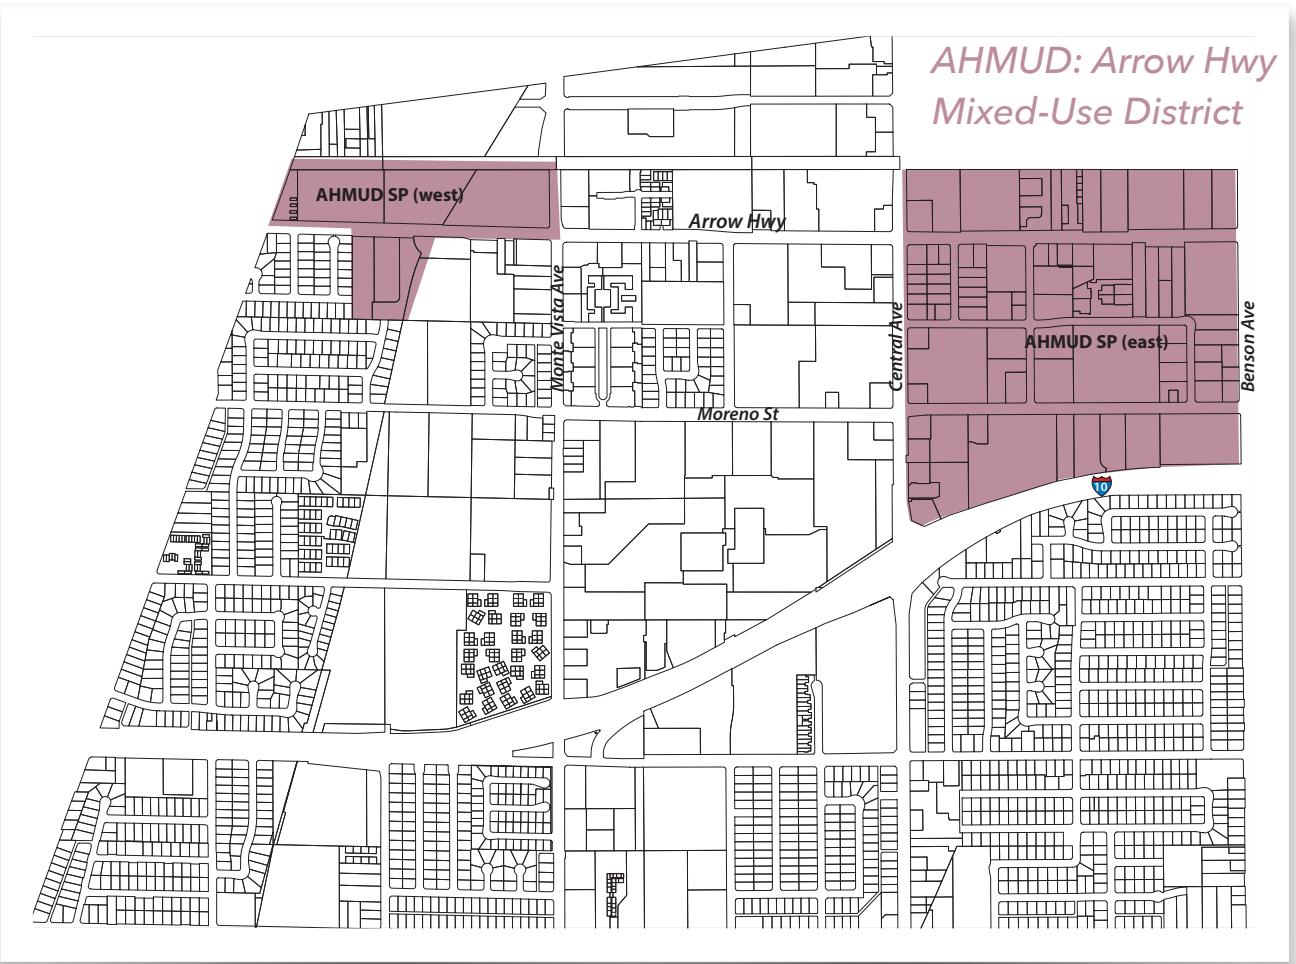 AHMUD: Arrow Hwy
Mixed-Use District
AHMUD SP (west)
Arrow Hwy
Monte Vista Ave
Central Ave
AHMUD SP (east)
Benson Ave
Moreno St
10